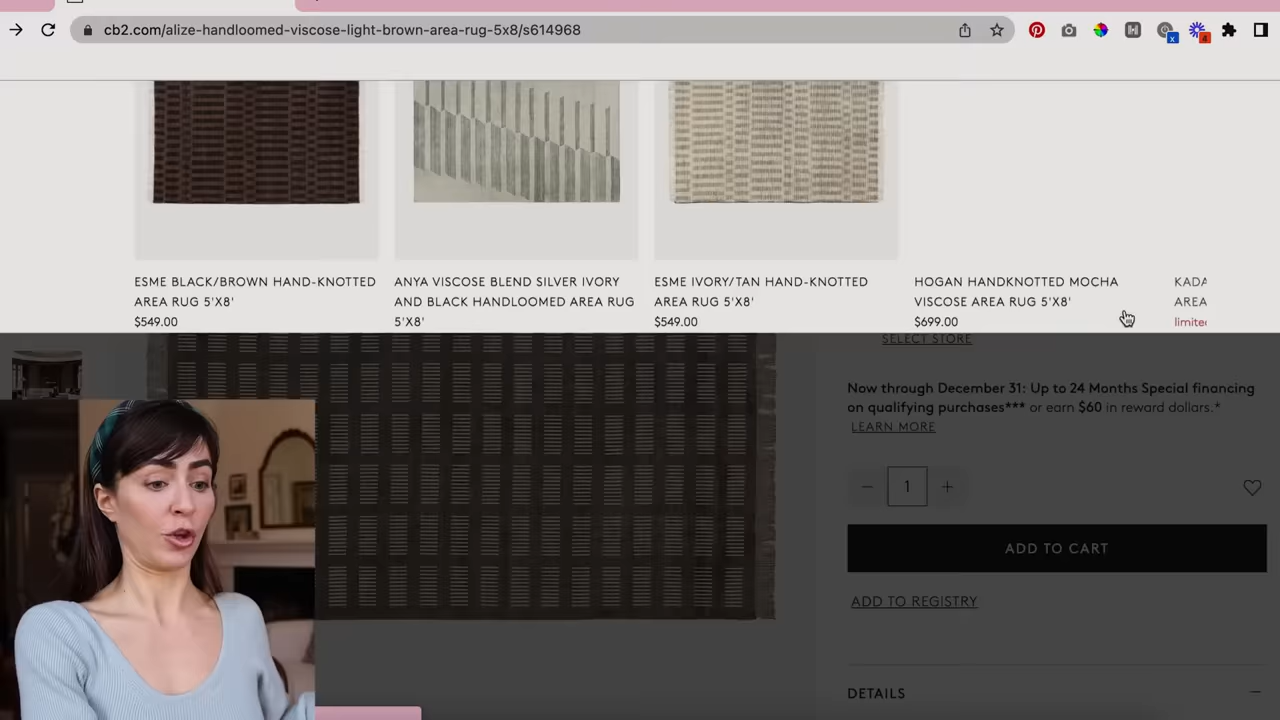 cb2.com/alize-handloomed-viscose-light-brown-area-rug-5x8/s614968
x
4
ESME BLACK/BROWN HAND-KNOTTED
AREA RUG 5'X8'
$549.00
ANYA VISCOSE BLEND SILVER IVORY
AND BLACK HANDLOOMED AREA RUG
5'X8'
ESME IVORY/TAN HAND-KNOTTED
AREA RUG 5'X8'
$549.00
HOGAN HANDKNOTTED MOCHA
VISCOSE AREA RUG 5'X8'
$699.00
KADA
AREA
limite
SELECT STORE
Now through December 31: Up to 24 Months Special financing
on qualifying purchases*** or earn $60 in reward dollars.*
LEARN MORE
1
ADD TO CART
ADD TO REGISTRY
DETAILS